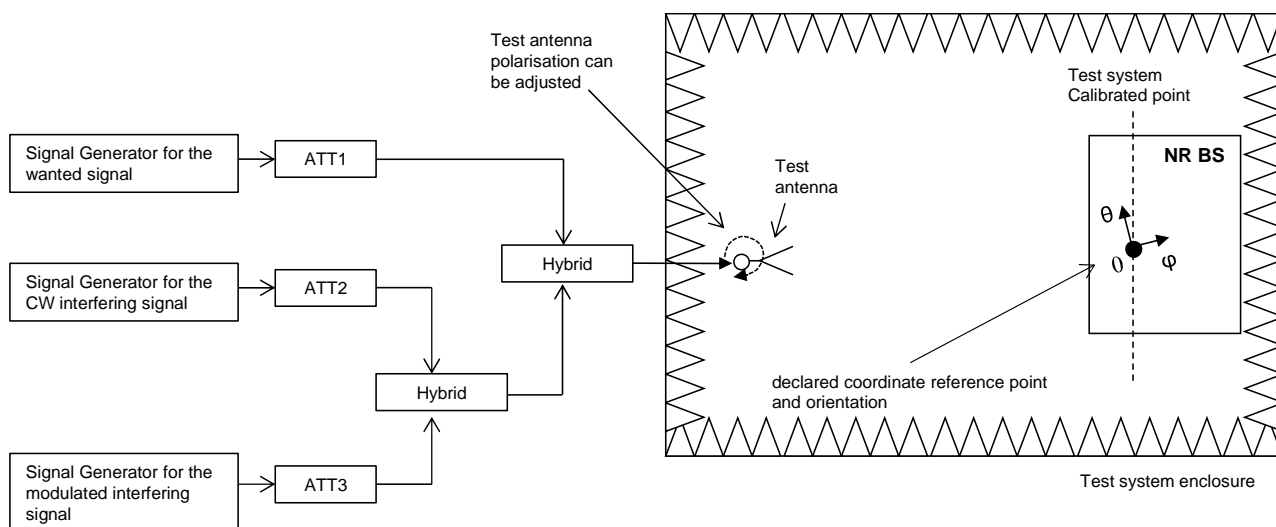 Test antenna
polarisation can
be adjusted
Test system
Calibrated point
Signal Generator for the
wanted signal
ATT1
NR BS
Test
antenna
θ
Hybrid
φ
0
Signal Generator for the
CW interfering signal
ATT2
Hybrid
declared coordinate reference point
and orientation
Signal Generator for the
modulated interfering
signal
ATT3
Test system enclosure